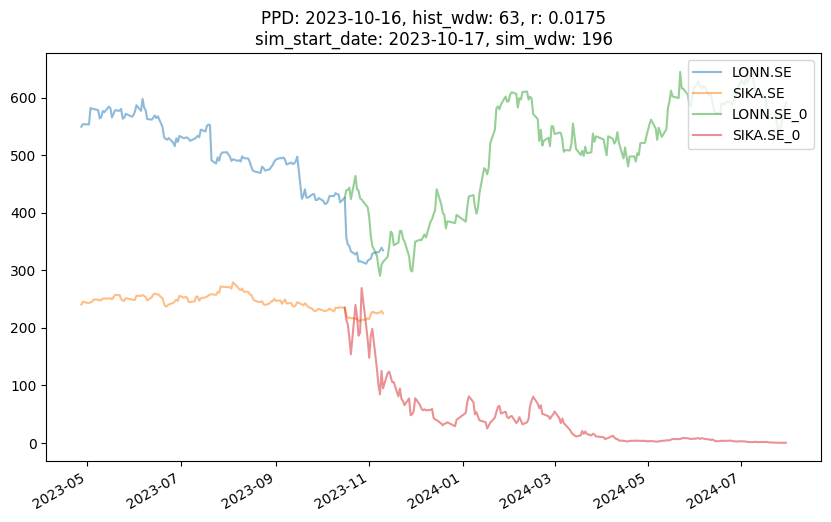 PPD: 2023-10-16, hist_wdw: 63, r: 0.0175
sim_start_date: 2023-10-17, sim_wdw: 196
LONN.SE
SIKA.SE
LONN.SE_0
SIKA.SE_0
600
500
400
300
200
100
0
2023-05
2023-07
2023-09
2023-11
2024-01
2024-03
2024-05
2024-07